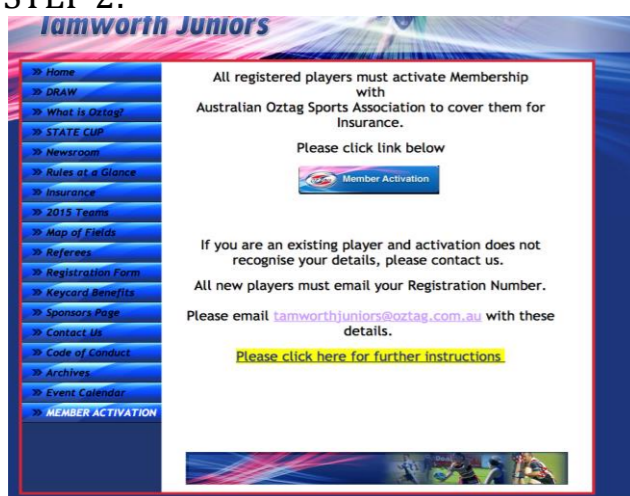 STEP 2:
Tamworth Juniors
» Home
» DRAW
» What is Oztag?
» STATE CUP
» Newsroom
» Rules at a Glance
» Insurance
» 2015 Teams
» Map of Fields
» Referees
» Registration Form
» Keycard Benefits
» Sponsors Page
» Contact Us
» Code of Conduct
» Archives
» Event Calendar
» MEMBER ACTIVATION
All registered players must activate Membership
with
Australian Oztag Sports Association to cover them for
Insurance.
Please click link below
Member Activation
If you are an existing player and activation does not
recognise your details, please contact us.
All new players must email your Registration Number.
Please email tamworthjuniors@oztag.com.au with these
details.
Please click here for further instructions